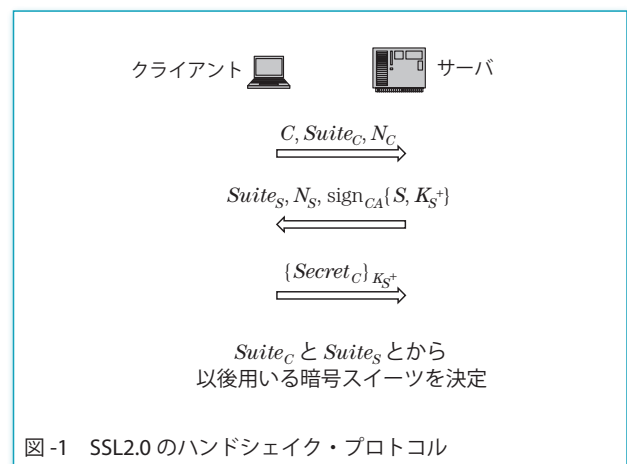 クライアント サーバ
C, Suite_C, N_C
Suite_S, N_S, sign_CA{S, K_S^+}
{Secret_C}_{K_S^+}
Suite_C と Suite_S とから
以後用いる暗号スイーツを決定
図 -1 SSL2.0 のハンドシェイク・プロトコル